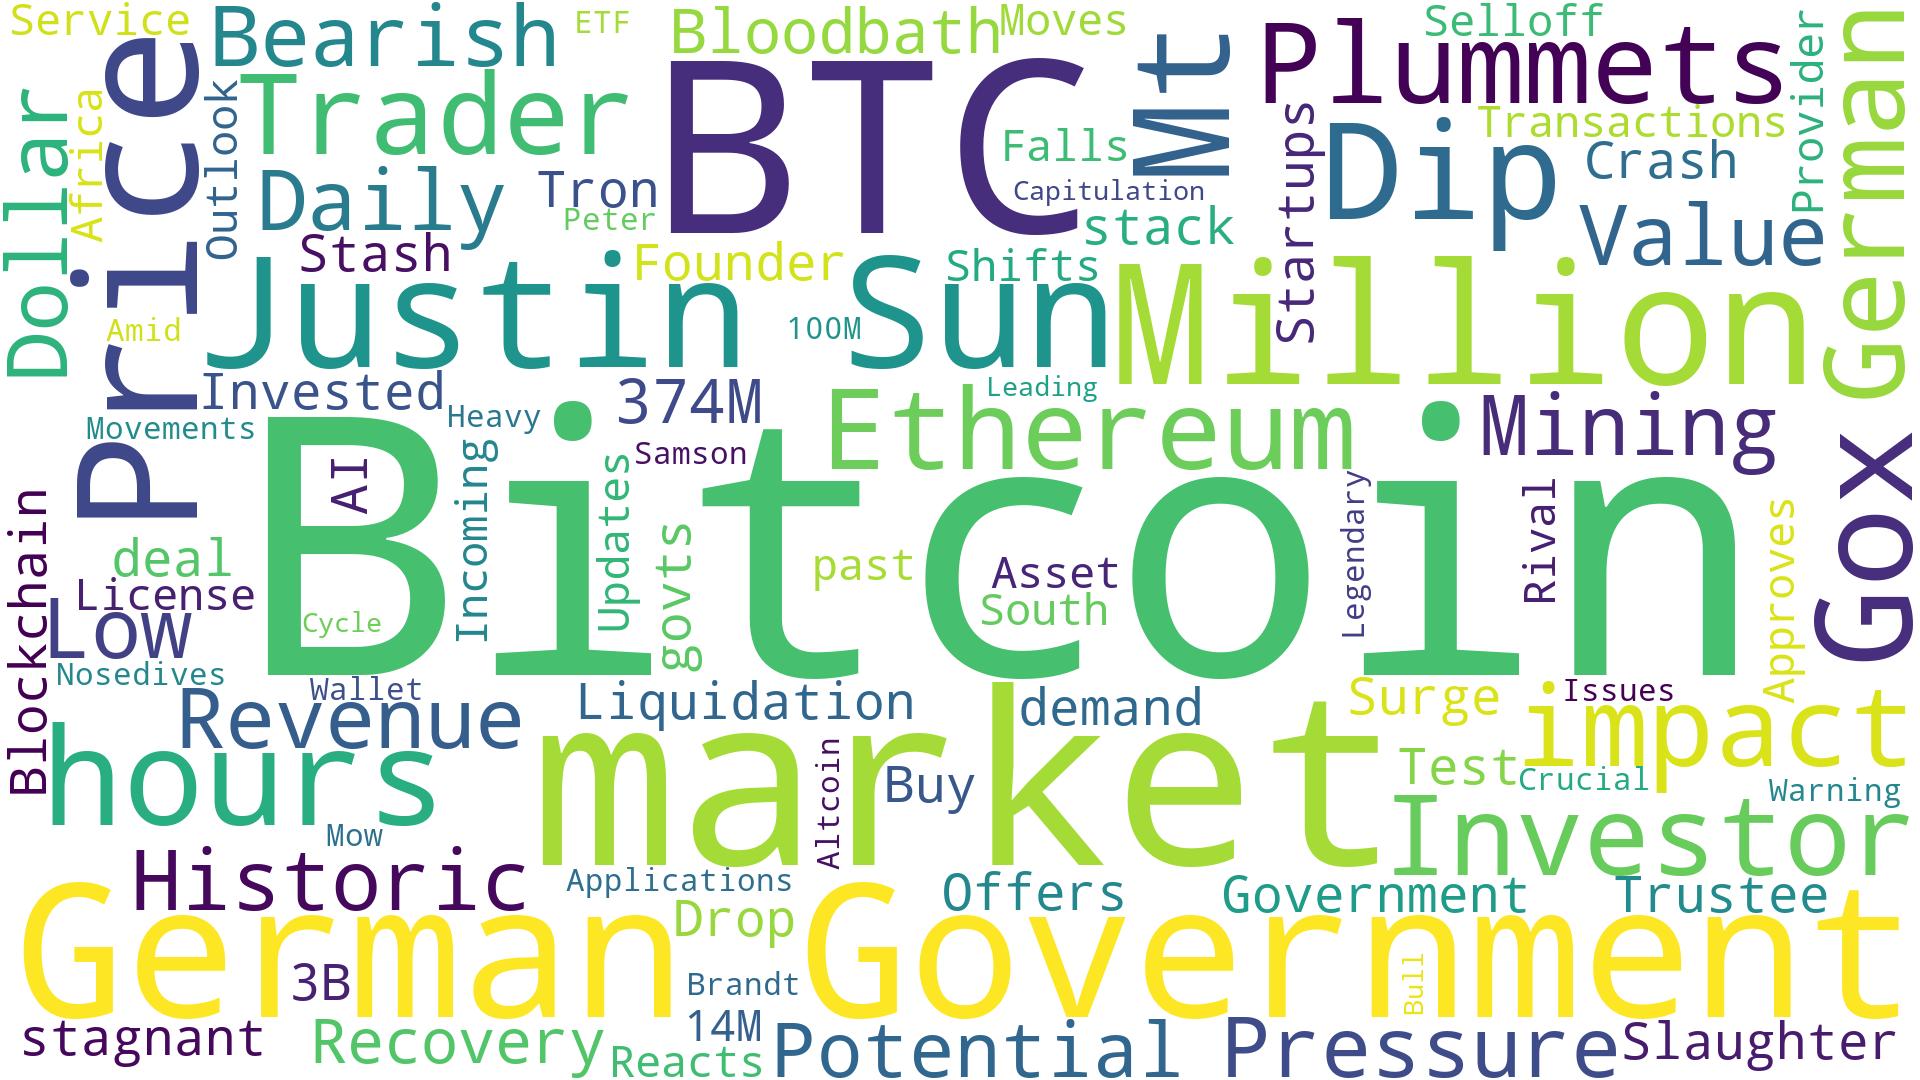 Service
Bearish
ETF
Bloodbath
Moves
Plummets
Selloff
Provider
German
Dollar
Africa
Price
Outlook
Trader
BTC
Mt
Falls
Startups
Transactions
Dip
Crash
Daily
Tron
Capitulation
Peter
stack
Value
Stash
Founder
Shifts
Justin Sun
Million
Amid
100M
Invested
374M
Leading
Ethereum
Mining
Gox
Movements
Heavy
Samson
Bitcoin
AI
Incoming
Updates
govts
past
Asset
South
Legendary
Rival
Approves
Blockchain
deal
License
Low
Cycle
Nosedives
Wallet
Revenue
Liquidation
demand
Surge
Issues
impact
hours
market
Altcoin
Buy
Test
Crucial
Warning
Mow
Investor
Historic
Applications
Offers
Government
Trustee
Drop
German Government
3B
Brandt
Bull
stagnant
Recovery
14M
Reacts
Potential
Pressure
Slaughter